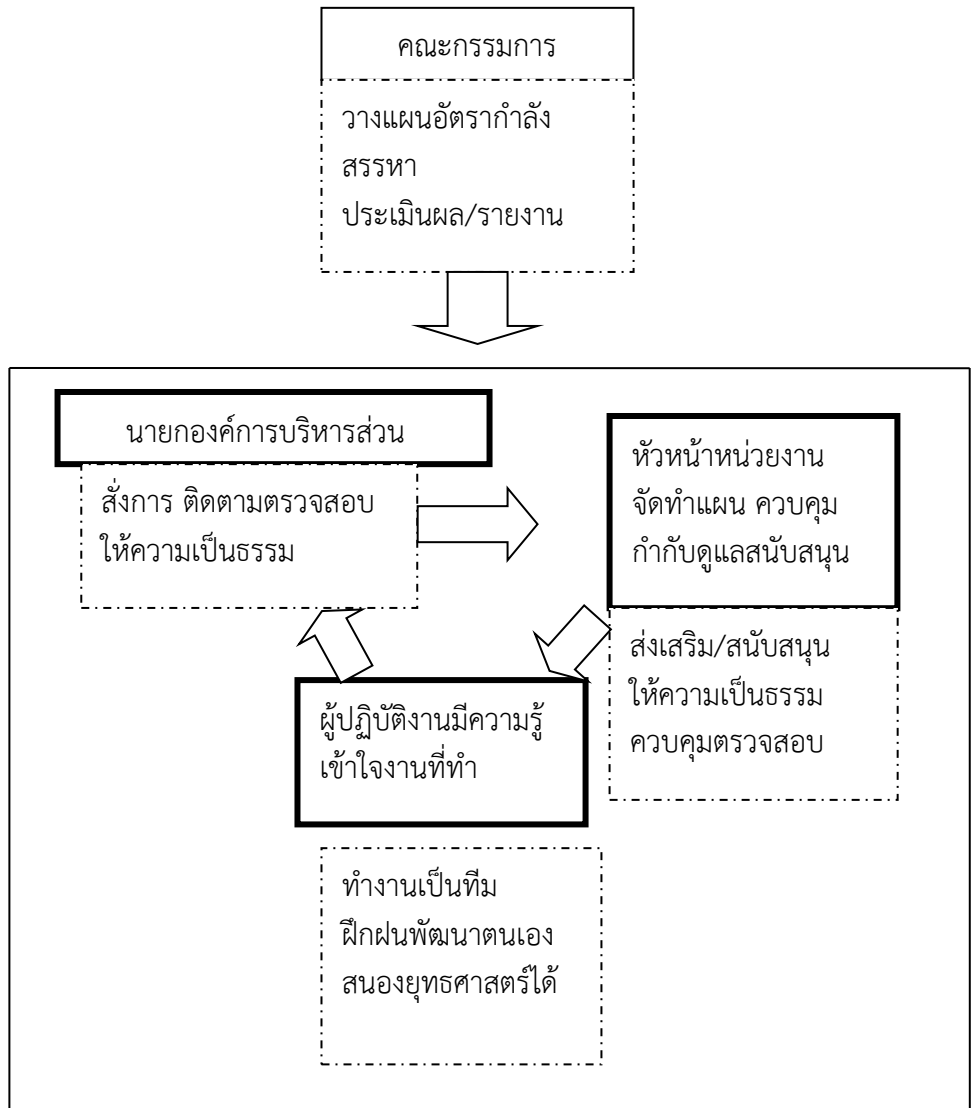 คณะกรรมการ
วางแผนอัตรากำลัง
สรรหา
ประเมินผล/รายงาน
นายกองค์การบริหารส่วน
สั่งการ ติดตามตรวจสอบ
ให้ความเป็นธรรม
หัวหน้าหน่วยงาน
จัดทำแผน ควบคุม
กำกับดูแลสนับสนุน
ส่งเสริม/สนับสนุน
ให้ความเป็นธรรม
ควบคุมตรวจสอบ
ผู้ปฏิบัติงานมีความรู้
เข้าใจงานที่ทำ
ทำงานเป็นทีม
ฝึกฝนพัฒนาตนเอง
สนองยุทธศาสตร์ได้